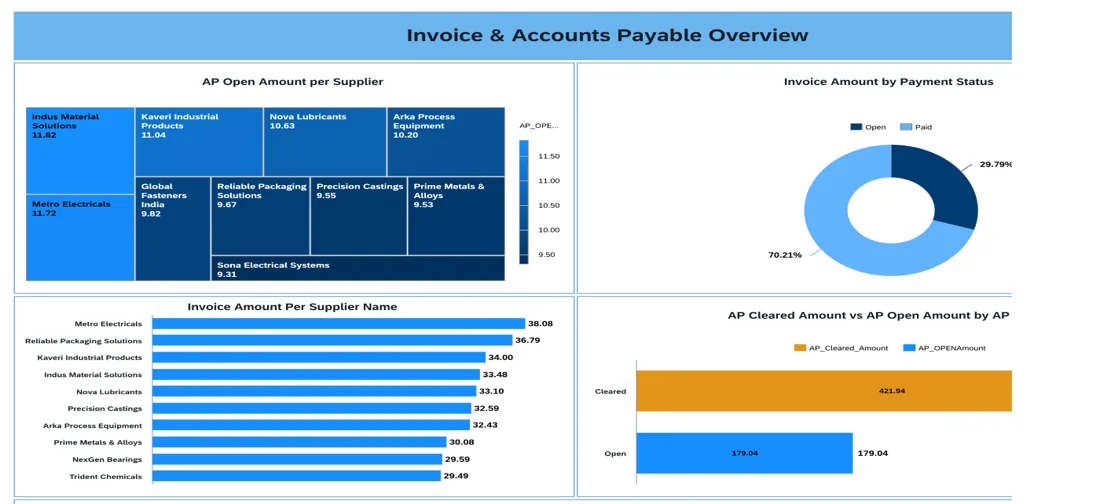 Invoice & Accounts Payable Overview
AP Open Amount per Supplier
Indus Material
Solutions
11.82
Metro Electricals
11.72
Kaveri Industrial
Products
11.04
Nova Lubricants
10.63
Arka Process
Equipment
10.20
Global
Fasteners
India
9.82
Reliable Packaging
Solutions
9.67
Precision Castings
9.55
Prime Metals &
Alloys
9.53
Sona Electrical Systems
9.31
AP_OPE...
11.50
11.00
10.50
10.00
9.50
Invoice Amount by Payment Status
Open Paid
29.79%
70.21%
Invoice Amount Per Supplier Name
Metro Electricals 38.08
Reliable Packaging Solutions 36.79
Kaveri Industrial Products 34.00
Indus Material Solutions 33.48
Nova Lubricants 33.10
Precision Castings 32.59
Arka Process Equipment 32.43
Prime Metals & Alloys 30.08
NexGen Bearings 29.59
Trident Chemicals 29.49
AP Cleared Amount vs AP Open Amount by AP
AP_Cleared_Amount AP_OPENAmount
Cleared 421.94
Open 179.04 179.04